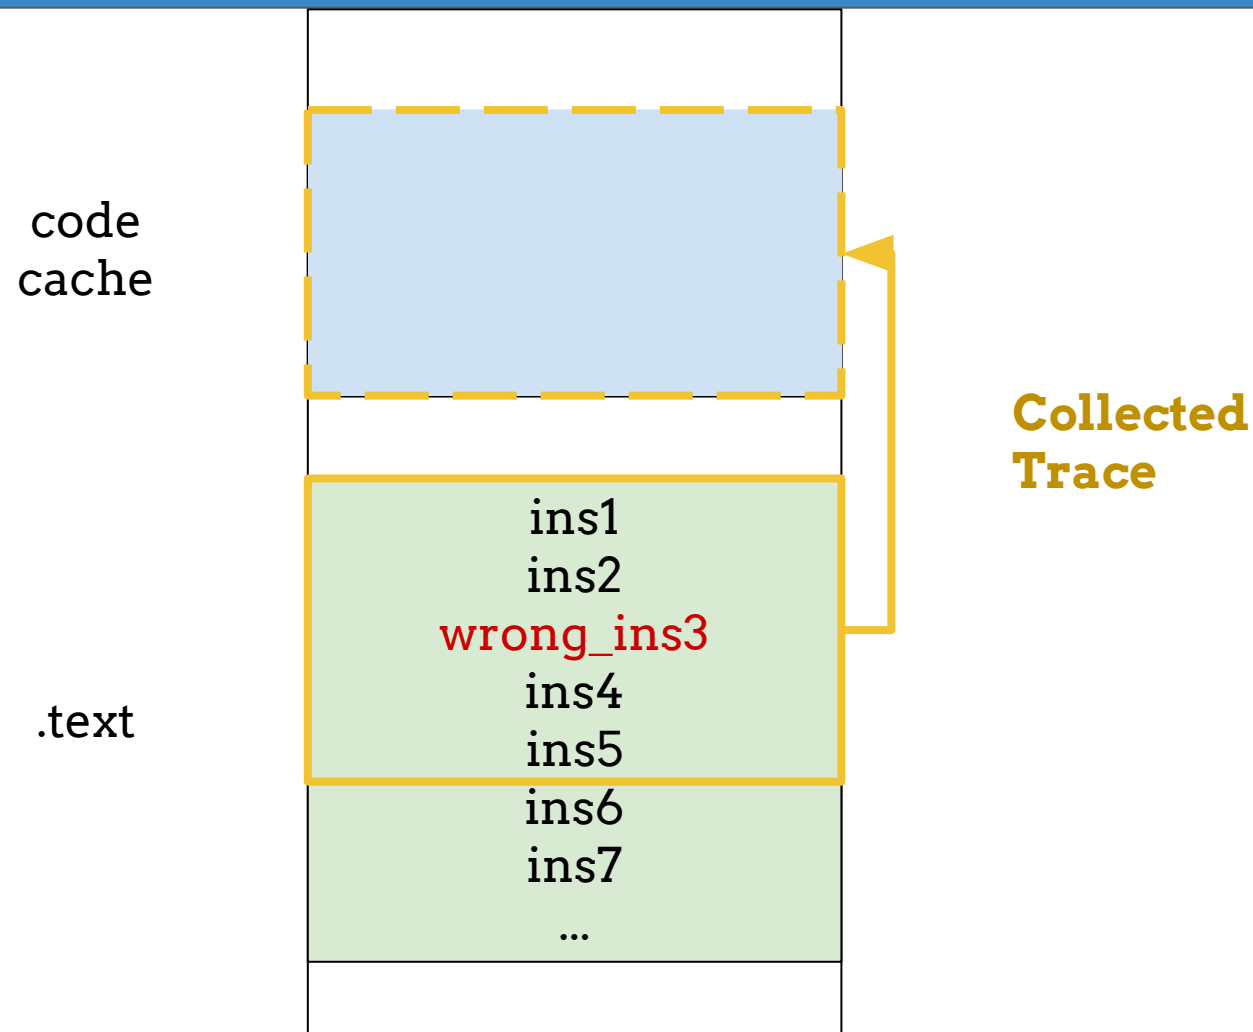 code
cache
Collected
Trace
ins1
ins2
wrong_ins3
ins4
ins5
.text
ins6
ins7
...